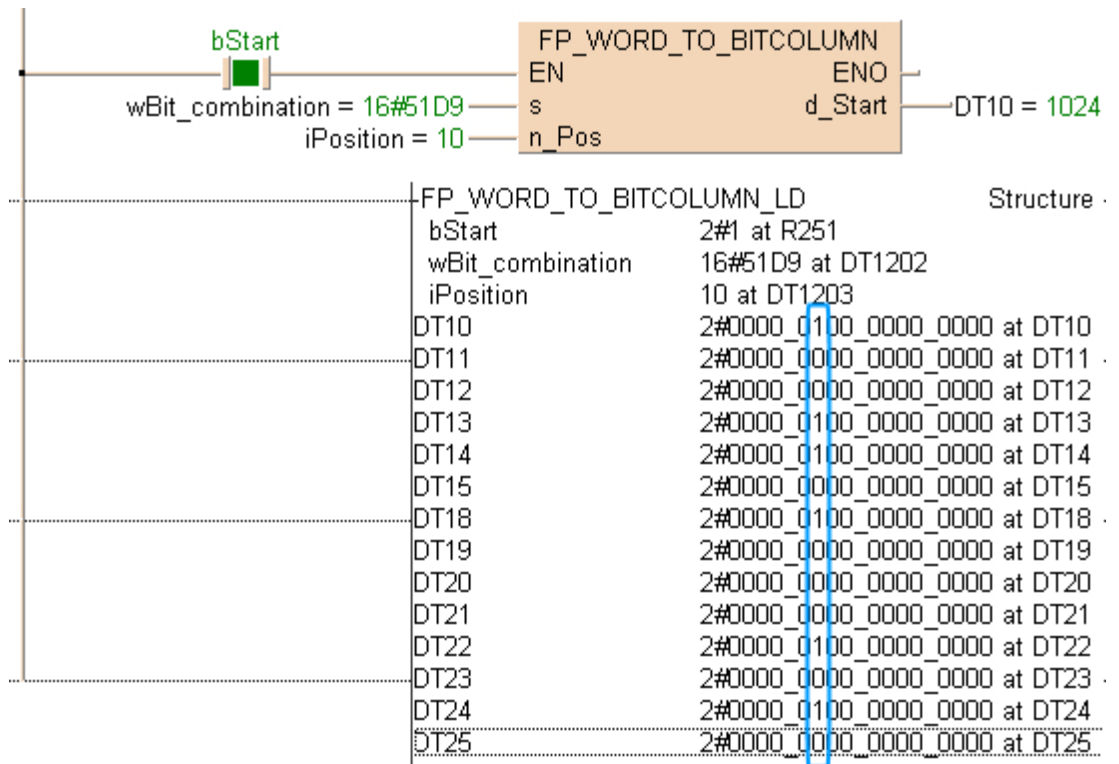 bStart
FP_WORD_TO_BITCOLUMN
EN ENO
wBit_combination = 16#51D9 s d_Start DT10 = 1024
iPosition = 10 n_Pos
FP_WORD_TO_BITCOLUMN_LD Structure
bStart 2#1 at R251
wBit_combination 16#51D9 at DT1202
iPosition 10 at DT1203
DT10 2#0000_0100_0000_0000 at DT10
DT11 2#0000_0000_0000_0000 at DT11
DT12 2#0000_0000_0000_0000 at DT12
DT13 2#0000_0100_0000_0000 at DT13
DT14 2#0000_0100_0000_0000 at DT14
DT15 2#0000_0000_0000_0000 at DT15
DT18 2#0000_0100_0000_0000 at DT18
DT19 2#0000_0000_0000_0000 at DT19
DT20 2#0000_0000_0000_0000 at DT20
DT21 2#0000_0000_0000_0000 at DT21
DT22 2#0000_0100_0000_0000 at DT22
DT23 2#0000_0000_0000_0000 at DT23
DT24 2#0000_0100_0000_0000 at DT24
DT25 2#0000_0000_0000_0000 at DT25